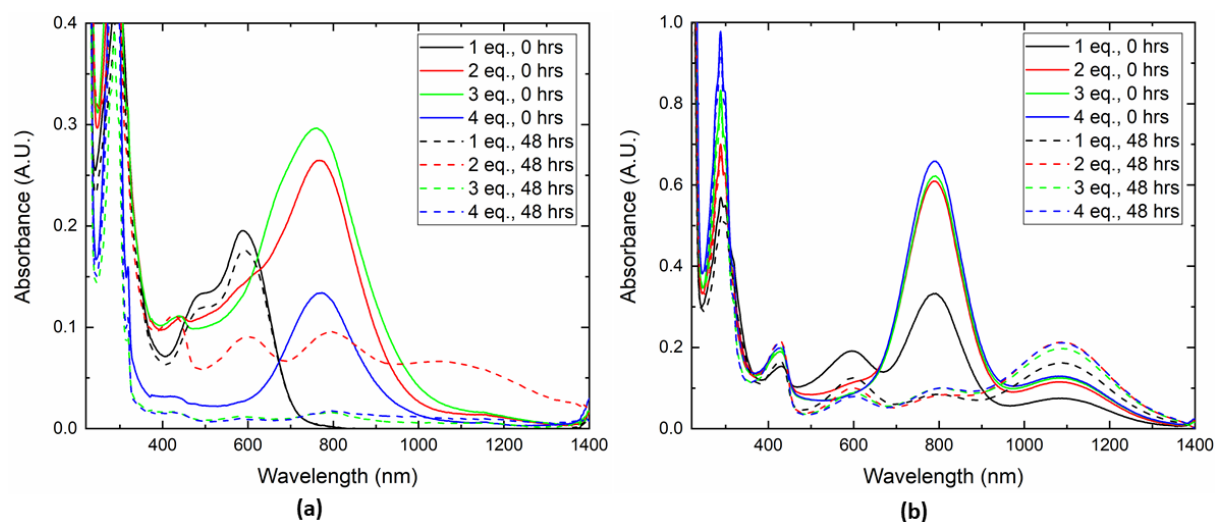 0.4
0.3
0.2
0.1
0.0
Absorbance (A.U.)
1 eq., 0 hrs
2 eq., 0 hrs
3 eq., 0 hrs
4 eq., 0 hrs
1 eq., 48 hrs
2 eq., 48 hrs
3 eq., 48 hrs
4 eq., 48 hrs
400 600 800 1000 1200 1400
Wavelength (nm)
(a)
1.0
0.8
0.6
0.4
0.2
0.0
Absorbance (A.U.)
1 eq., 0 hrs
2 eq., 0 hrs
3 eq., 0 hrs
4 eq., 0 hrs
1 eq., 48 hrs
2 eq., 48 hrs
3 eq., 48 hrs
4 eq., 48 hrs
400 600 800 1000 1200 1400
Wavelength (nm)
(b)